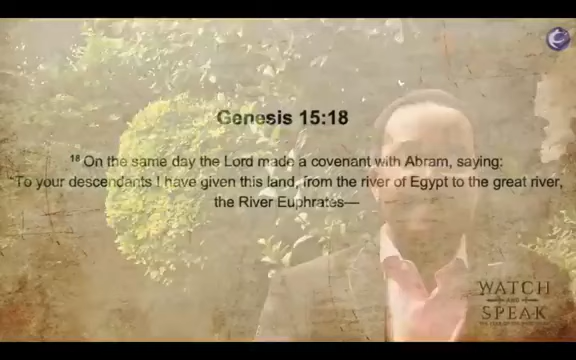 Genesis 15:18
18 On the same day the Lord made a covenant with Abram, saying:
"To your descendants I have given this land, from the river of Egypt to the great river,
the River Euphrates—
WATCH
AND
SPEAK